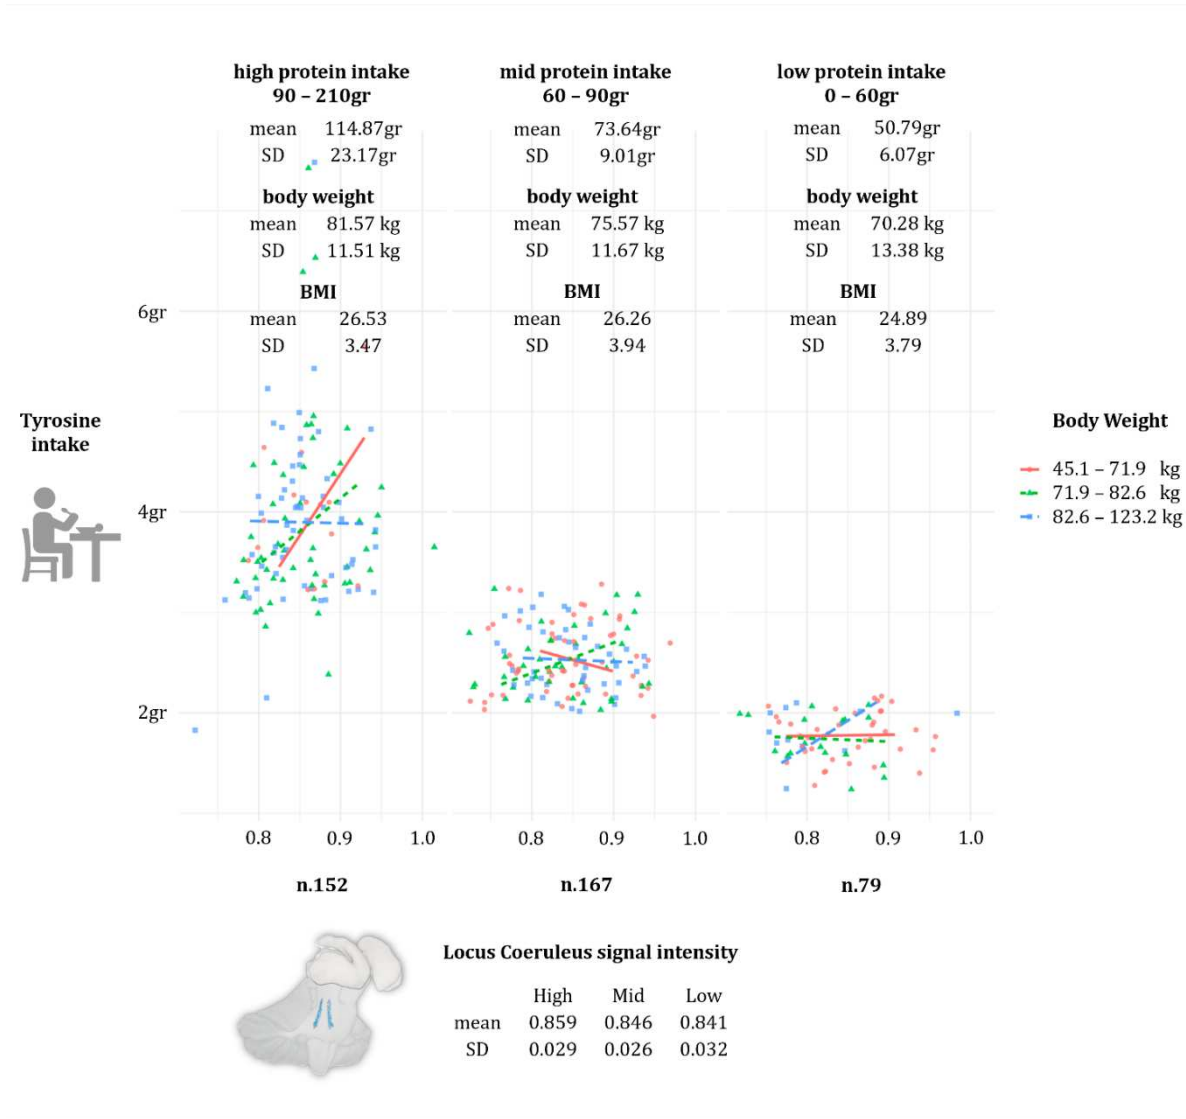 high protein intake
90 – 210gr
mean 114.87gr
SD 23.17gr
body weight
mean 81.57 kg
SD 11.51 kg
BMI
mean 26.53
SD 3.47
mid protein intake
60 – 90gr
mean 73.64gr
SD 9.01gr
body weight
mean 75.57 kg
SD 11.67 kg
BMI
mean 26.26
SD 3.94
low protein intake
0 – 60gr
mean 50.79gr
SD 6.07gr
body weight
mean 70.28 kg
SD 13.38 kg
BMI
mean 24.89
SD 3.79
Tyrosine
intake
6gr
4gr
2gr
Body Weight
45.1 – 71.9 kg
71.9 – 82.6 kg
82.6 – 123.2 kg
0.8 0.9 1.0
0.8 0.9 1.0
0.8 0.9 1.0
n.152
n.167
n.79
Locus Coeruleus signal intensity
High Mid Low
mean 0.859 0.846 0.841
SD 0.029 0.026 0.032